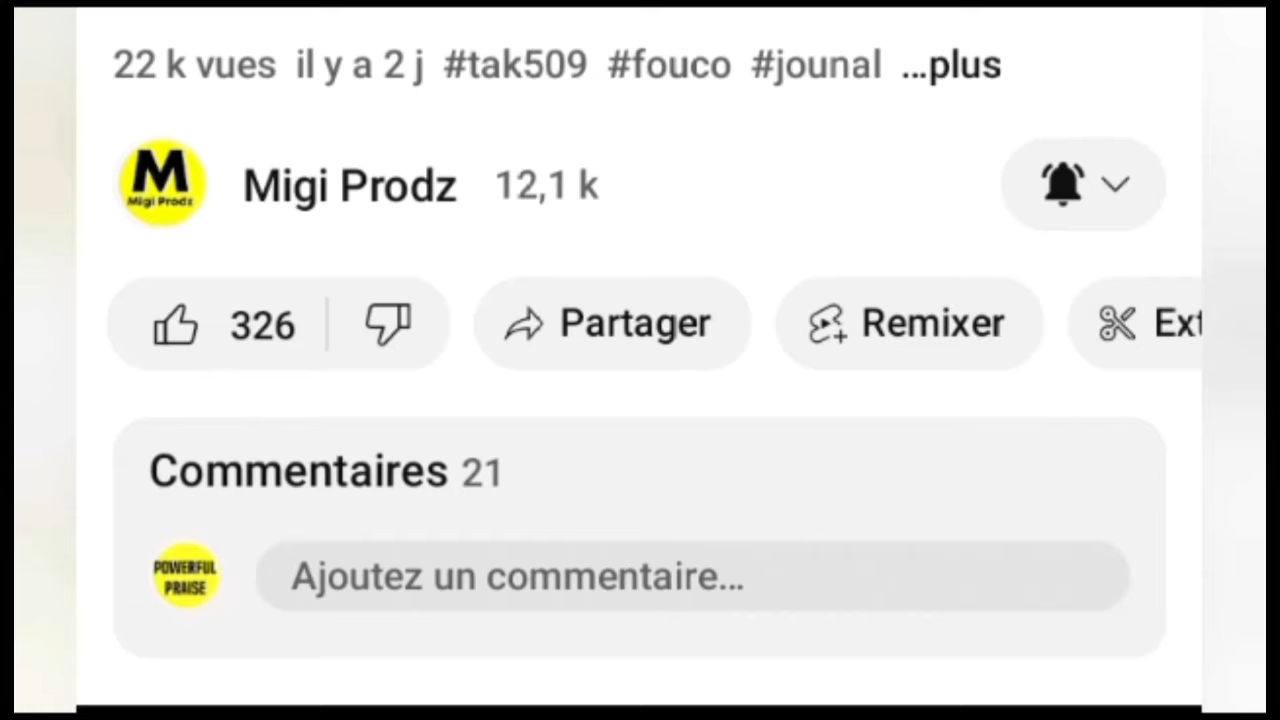 22 k vues il y a 2 j #tak509 #fouco #jounal ...plus
M
Migi Prodz
Migi Prodz 12,1 k
326 Partager Remixer Ext
Commentaires 21
POWERFUL
PRAISE
Ajoutez un commentaire...